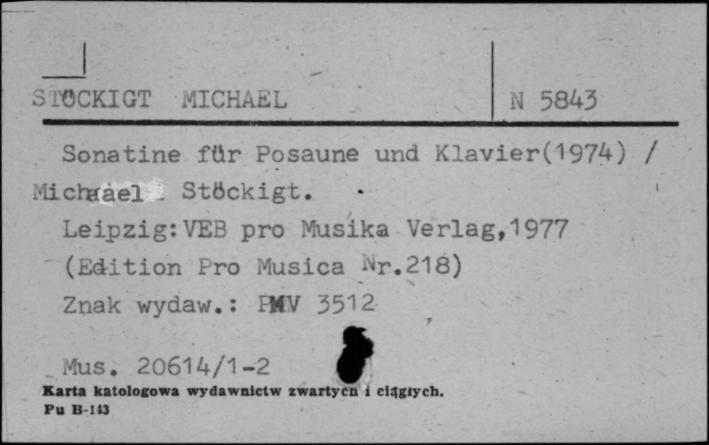 STÖCKIGT MICHAEL N 5843
Sonatine für Posaune und Klavier(1974) /
Michael Stöckigt.
Leipzig:VEB pro Musika Verlag,1977
(Edition Pro Musica Nr.218)
Znak wydaw.: PMV 3512
Mus. 20614/1-2
Karta katologowa wydawnictw zwartych i ciągłych.
Pu B-143